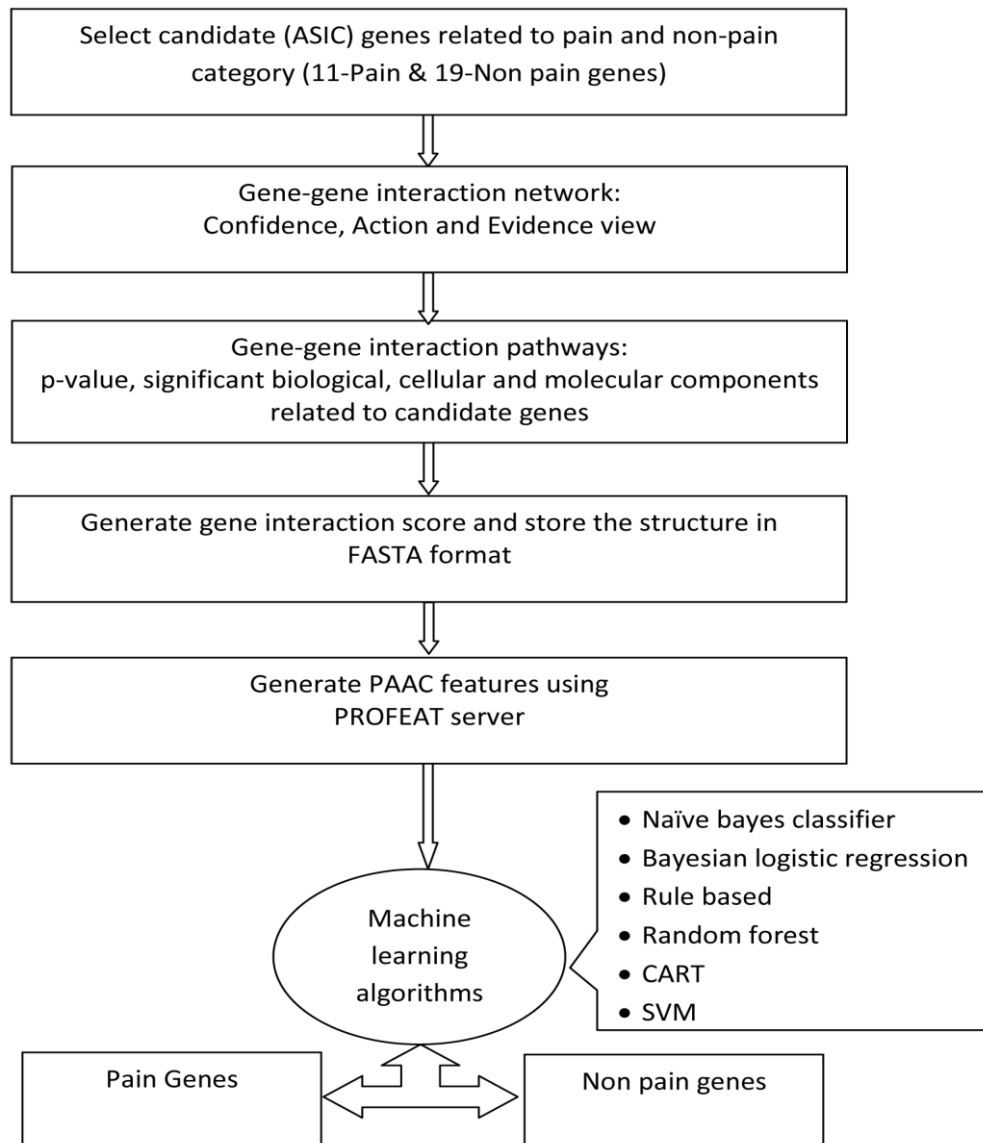 Select candidate (ASIC) genes related to pain and non-pain
category (11-Pain & 19-Non pain genes)
Gene-gene interaction network:
Confidence, Action and Evidence view
Gene-gene interaction pathways:
p-value, significant biological, cellular and molecular components
related to candidate genes
Generate gene interaction score and store the structure in
FASTA format
Generate PAAC features using
PROFEAT server
Machine
learning
algorithms
• Naïve bayes classifier
• Bayesian logistic regression
• Rule based
• Random forest
• CART
• SVM
Pain Genes
Non pain genes